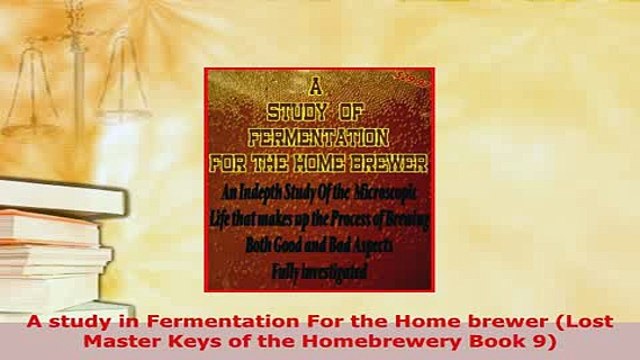 A
STUDY OF
FERMENTATION
FOR THE HOME BREWER
An Indepth Study Of the Microscopic
Life that makes up the Process of Brewing
Both Good and Bad Aspects
Fully investigated
A study in Fermentation For the Home brewer (Lost
Master Keys of the Homebrewery Book 9)